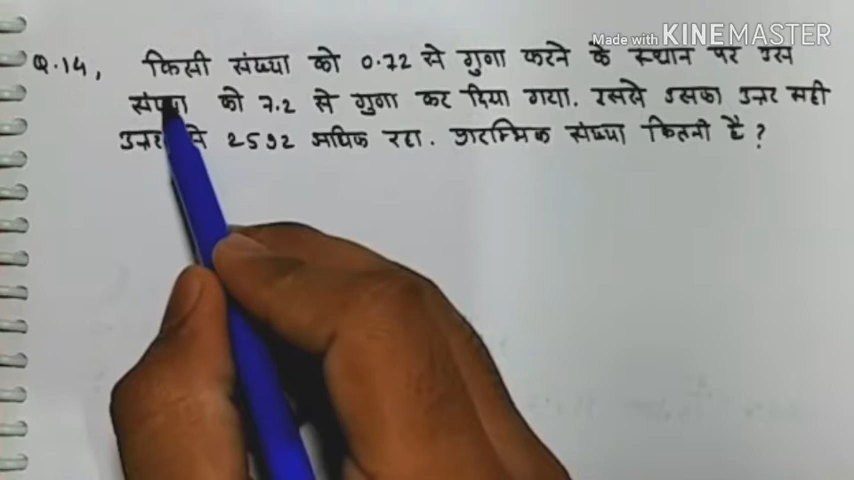 Made with KINEMASTER
Q.14, किसी संख्या को 0.72 से गुणा करने के स्थान पर उस
संख्या को 7.2 से गुणा कर दिया गया. इससे उसका उत्तर सही
उत्तर से 2592 अधिक रहा. प्रारम्भिक संख्या कितनी है ?